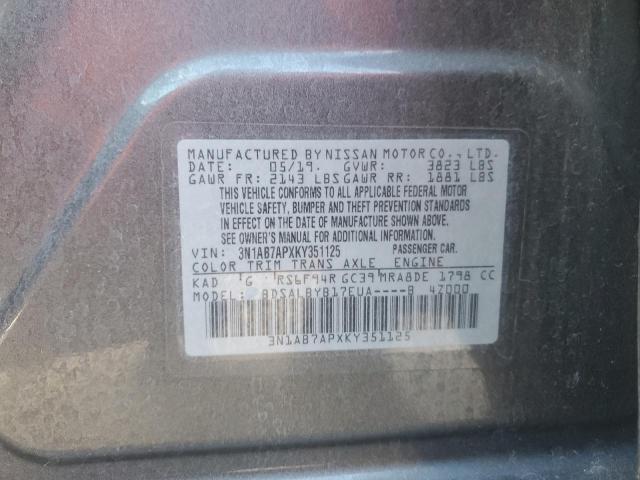 MANUFACTURED BY NISSAN MOTOR CO., LTD.
DATE: 05/19. GVWR: 3823 LBS
GAWR FR: 2143 LBS GAWR RR: 1881 LBS
THIS VEHICLE CONFORMS TO ALL APPLICABLE FEDERAL MOTOR
VEHICLE SAFETY, BUMPER AND THEFT PREVENTION STANDARDS
IN EFFECT ON THE DATE OF MANUFACTURE SHOWN ABOVE.
SEE OWNER'S MANUAL FOR ADDITIONAL INFORMATION.
VIN: 3N1AB7APXKY351125 PASSENGER CAR.
COLOR TRIM TRANS AXLE ENGINE
KAD G RS6F94R GC39 MRA8DE 1798 CC
MODEL: BDSALBYB17EUA----B 4Z000
3N1AB7APXKY351125